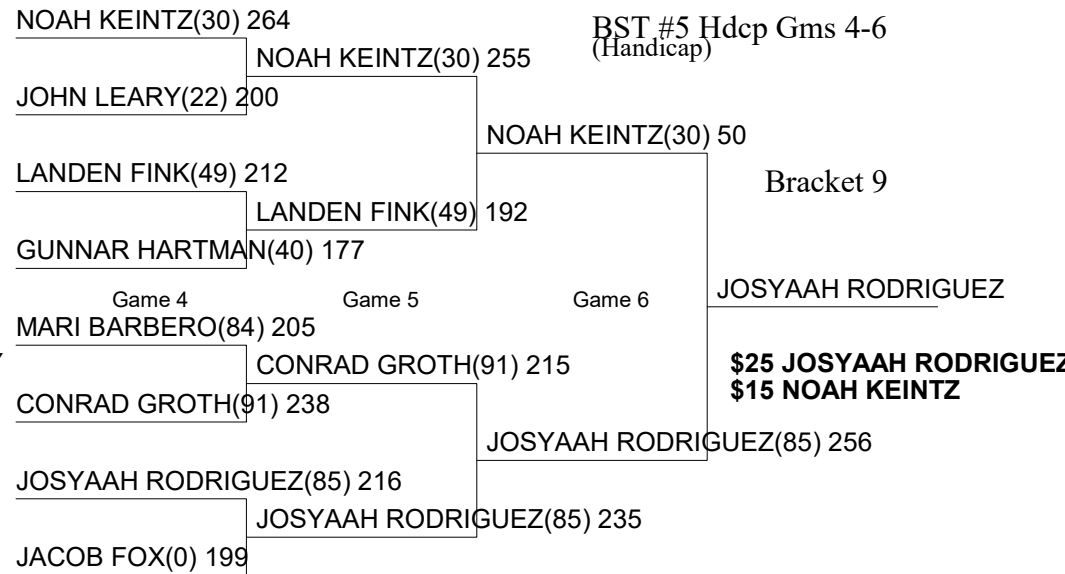 NOAH KEINTZ(30) 264
BST #5 Hdcp Gms 4-6
(Handicap)
NOAH KEINTZ(30) 255
JOHN LEARY(22) 200
NOAH KEINTZ(30) 50
LANDEN FINK(49) 212
Bracket 9
LANDEN FINK(49) 192
GUNNAR HARTMAN(40) 177
Game 4 Game 5 Game 6
JOSYAAH RODRIGUEZ
MARI BARBERO(84) 205
CONRAD GROTH(91) 215
$25 JOSYAAH RODRIGUEZ
$15 NOAH KEINTZ
CONRAD GROTH(91) 238
JOSYAAH RODRIGUEZ(85) 256
JOSYAAH RODRIGUEZ(85) 216
JOSYAAH RODRIGUEZ(85) 235
JACOB FOX(0) 199